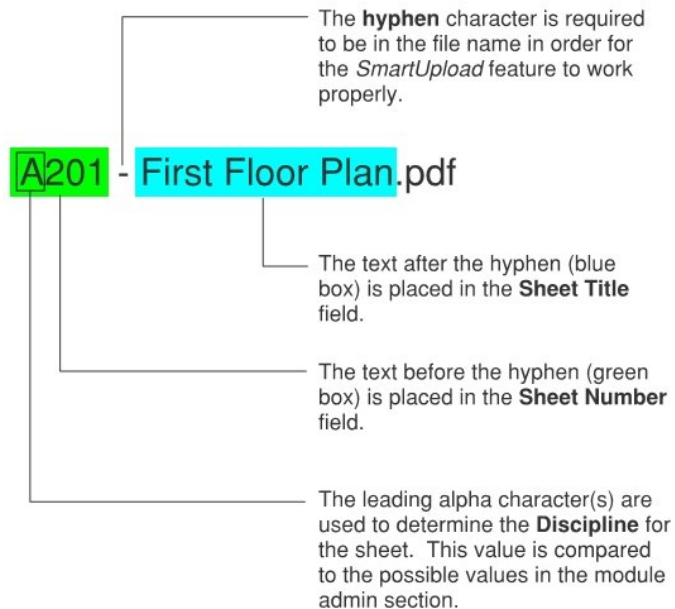 The hyphen character is required
to be in the file name in order for
the SmartUpload feature to work
properly.
A201 - First Floor Plan.pdf
The text after the hyphen (blue
box) is placed in the Sheet Title
field.
The text before the hyphen (green
box) is placed in the Sheet Number
field.
The leading alpha character(s) are
used to determine the Discipline for
the sheet.  This value is compared
to the possible values in the module
admin section.